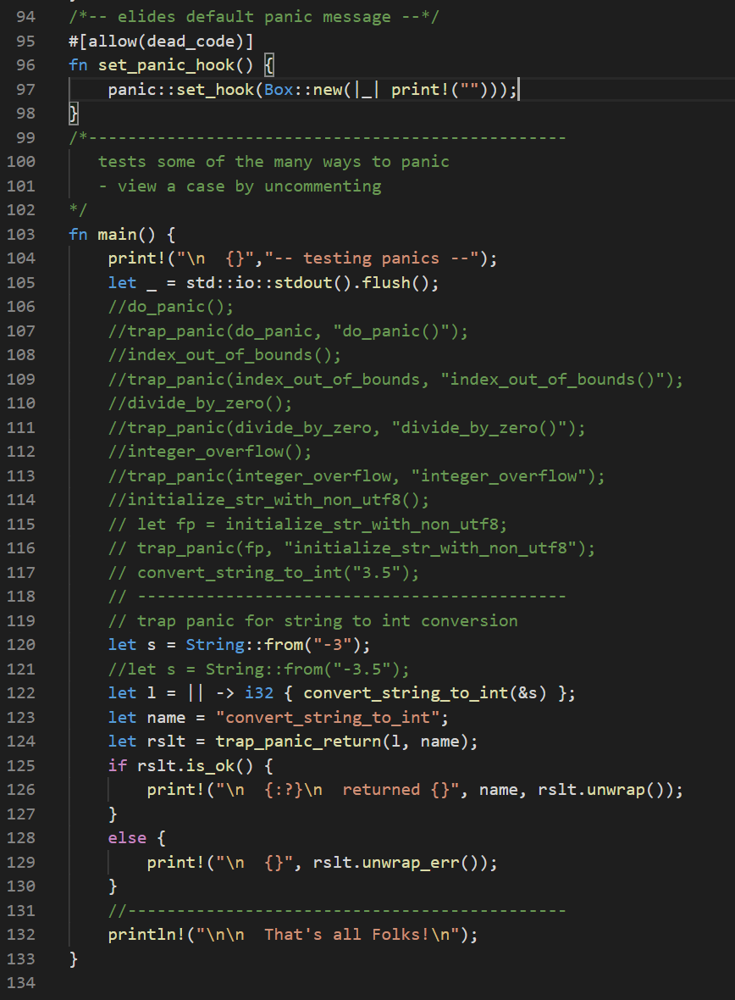 94 /*-- elides default panic message --*/
95 #[allow(dead_code)]
96 fn set_panic_hook() {
97     panic::set_hook(Box::new(|_| print!("")));
98 }
99 /*-------------------------------------------------
100    tests some of the many ways to panic
101    - view a case by uncommenting
102 */
103 fn main() {
104     print!("\n  {}","-- testing panics --");
105     let _ = std::io::stdout().flush();
106     //do_panic();
107     //trap_panic(do_panic, "do_panic()");
108     //index_out_of_bounds();
109     //trap_panic(index_out_of_bounds, "index_out_of_bounds()");
110     //divide_by_zero();
111     //trap_panic(divide_by_zero, "divide_by_zero()");
112     //integer_overflow();
113     //trap_panic(integer_overflow, "integer_overflow");
114     //initialize_str_with_non_utf8();
115     // let fp = initialize_str_with_non_utf8;
116     // trap_panic(fp, "initialize_str_with_non_utf8");
117     // convert_string_to_int("3.5");
118     // --------------------------------------------
119     // trap panic for string to int conversion
120     let s = String::from("-3");
121     //let s = String::from("-3.5");
122     let l = || -> i32 { convert_string_to_int(&s) };
123     let name = "convert_string_to_int";
124     let rslt = trap_panic_return(l, name);
125     if rslt.is_ok() {
126         print!("\n  {:?}\n  returned {}", name, rslt.unwrap());
127     }
128     else {
129         print!("\n  {}", rslt.unwrap_err());
130     }
131     //---------------------------------------------
132     println!("\n\n  That's all Folks!\n");
133 }
134